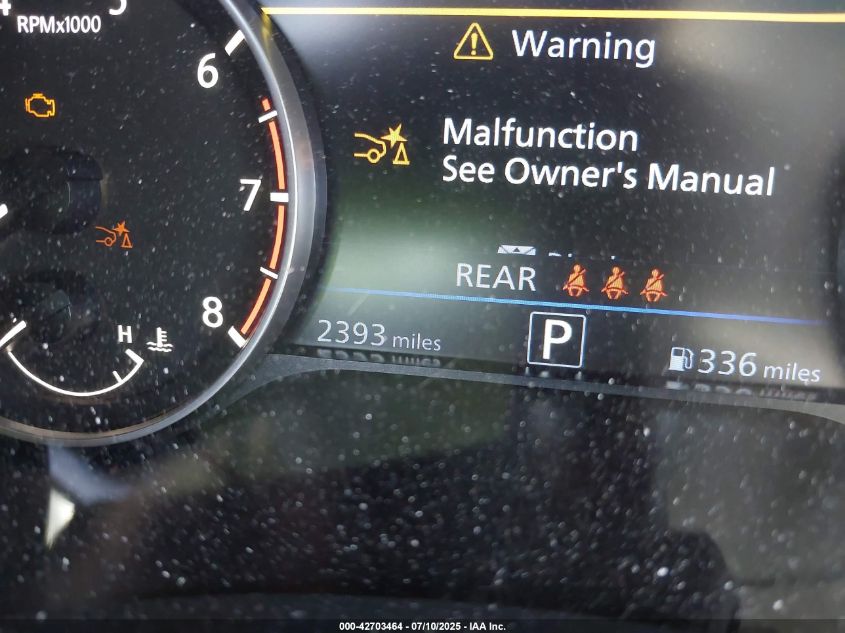 RPMx1000
6
7
8
H
Warning
Malfunction
See Owner's Manual
REAR
2393 miles
P
336 miles
000-42703464 - 07/10/2025 - IAA Inc.